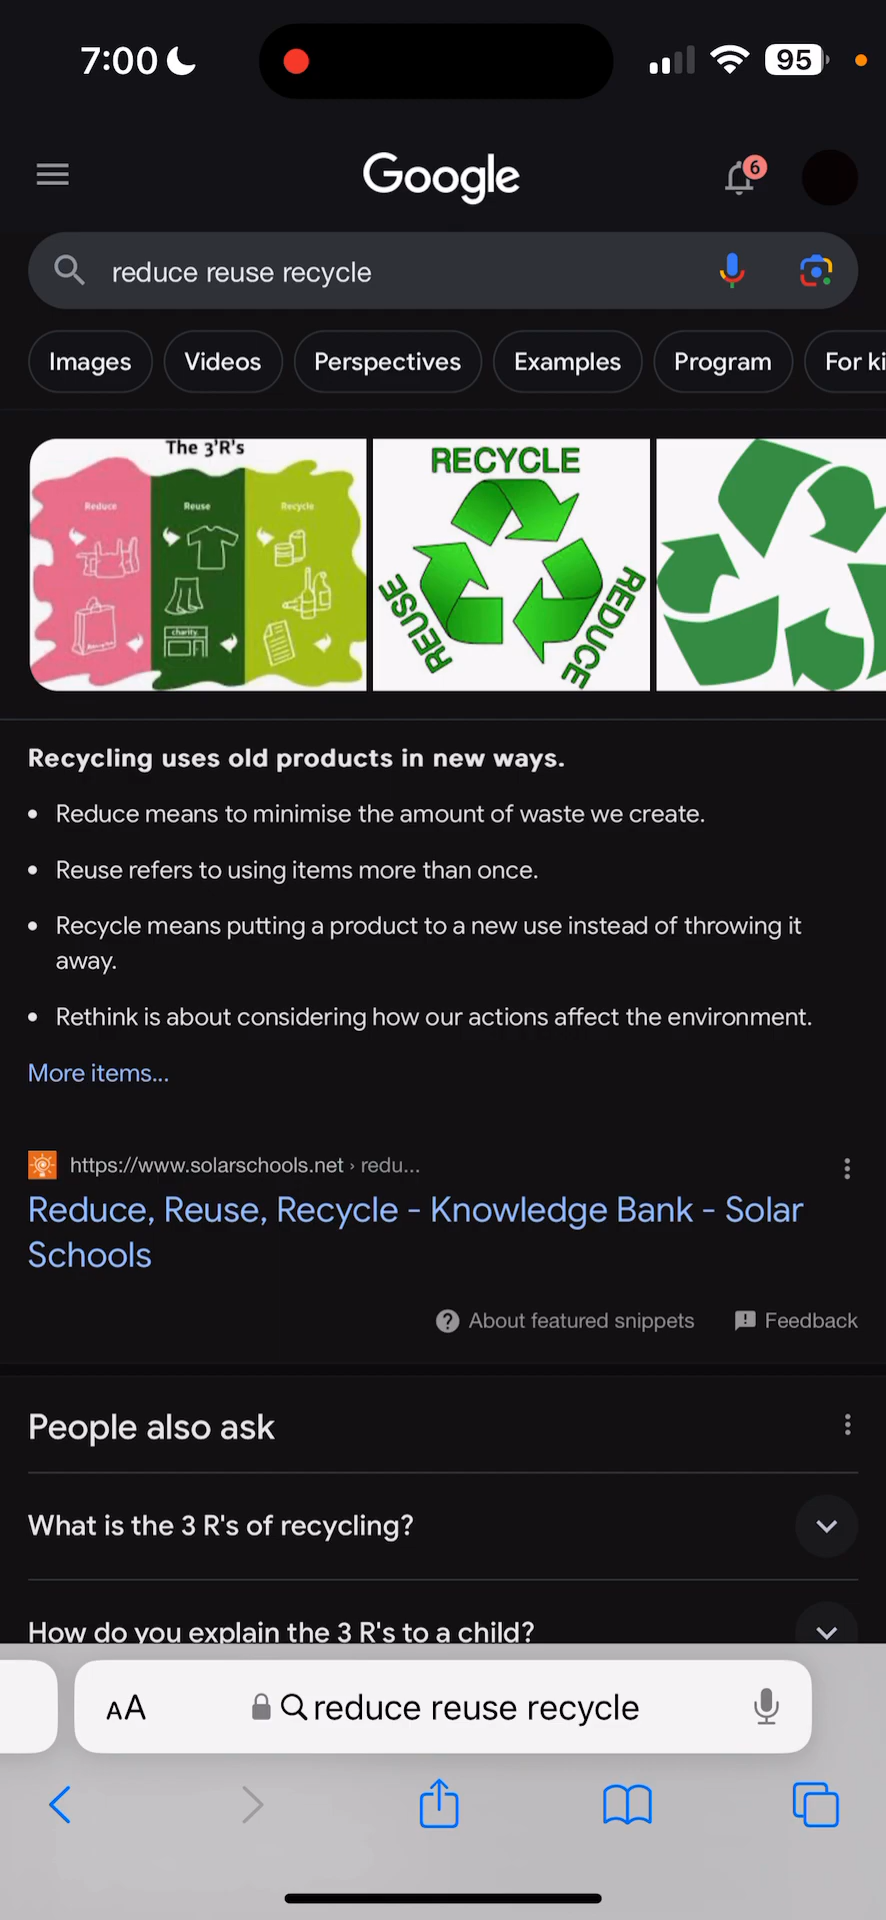 7:00
95
Google
6
reduce reuse recycle
Images
Videos
Perspectives
Examples
Program
For ki
The 3'R's
Reduce
Reuse
Recycle
charity.
RECYCLE
REUSE
REDUCE
Recycling uses old products in new ways.
• Reduce means to minimise the amount of waste we create.
• Reuse refers to using items more than once.
• Recycle means putting a product to a new use instead of throwing it
away.
• Rethink is about considering how our actions affect the environment.
More items...
https://www.solarschools.net › redu...
Reduce, Reuse, Recycle - Knowledge Bank - Solar
Schools
About featured snippets
Feedback
People also ask
What is the 3 R's of recycling?
How do you explain the 3 R's to a child?
AA
reduce reuse recycle